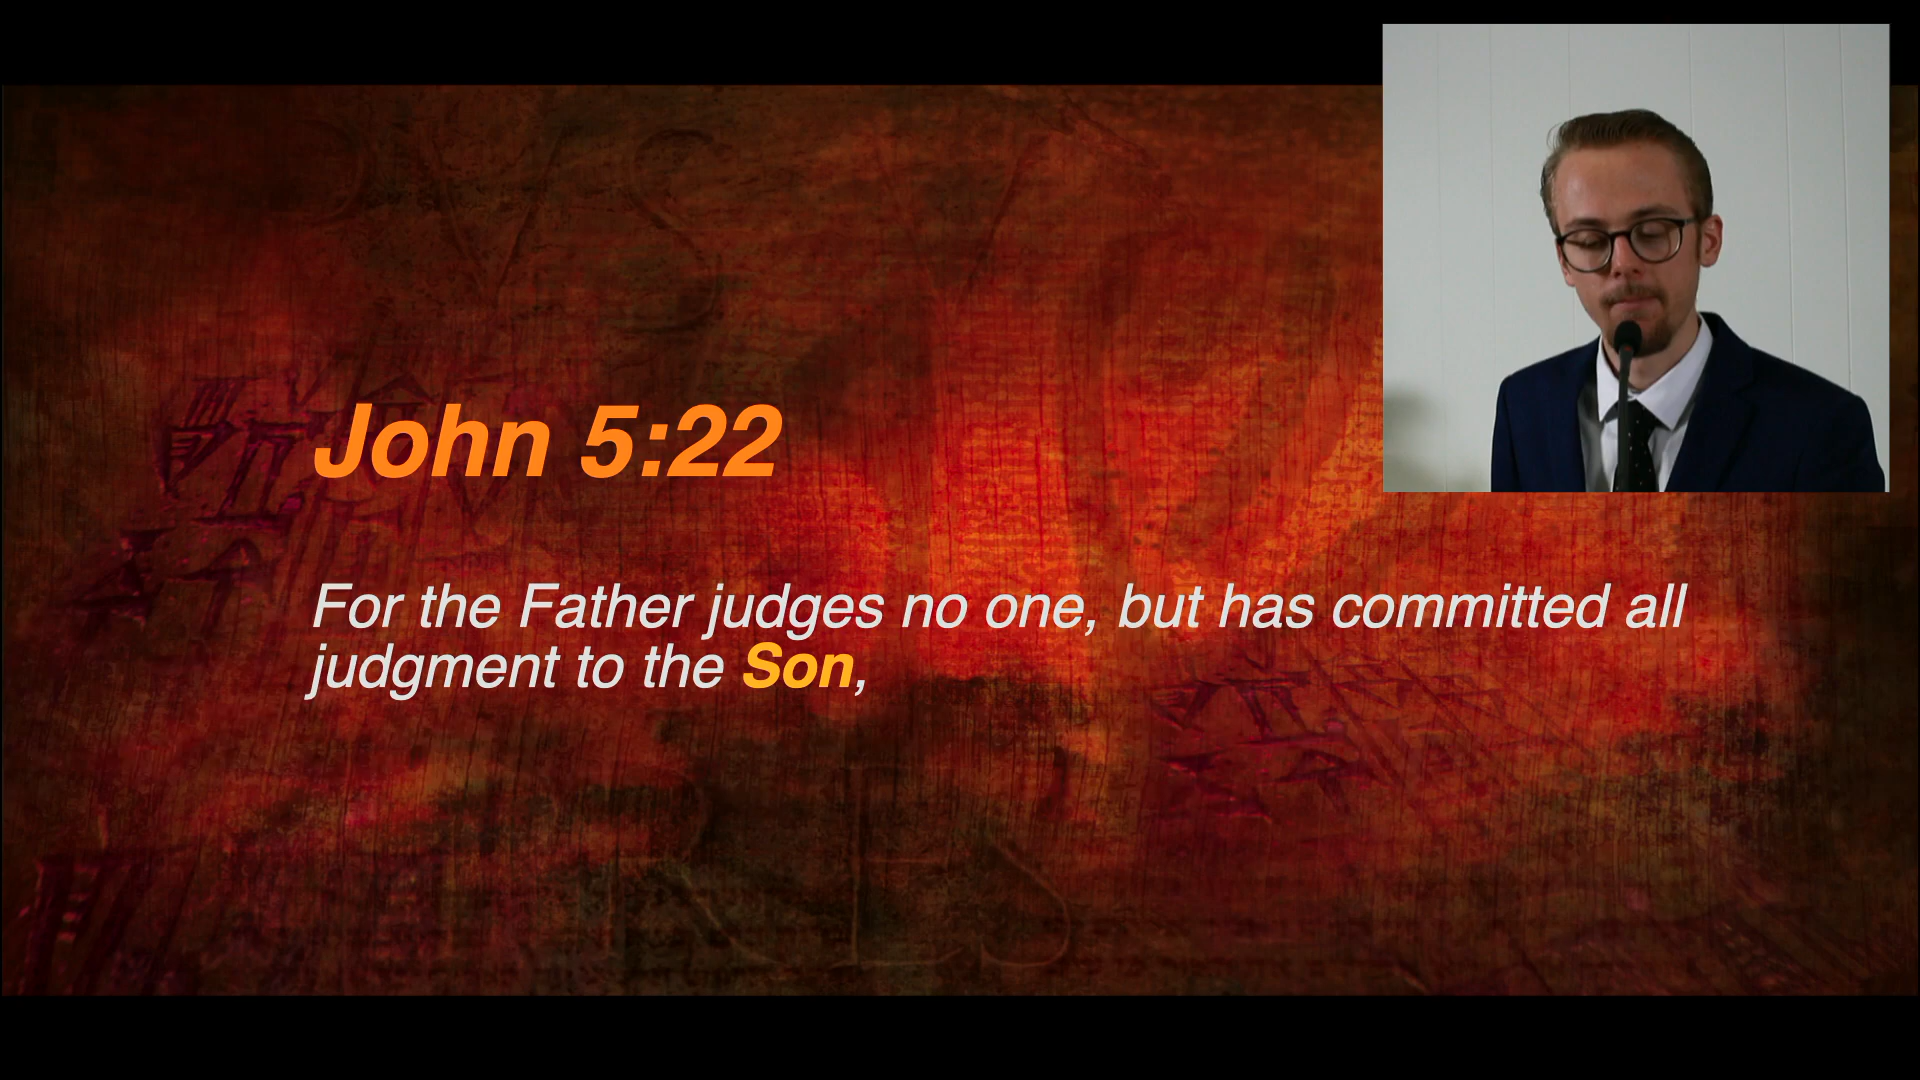 John 5:22
For the Father judges no one, but has committed all
judgment to the Son,